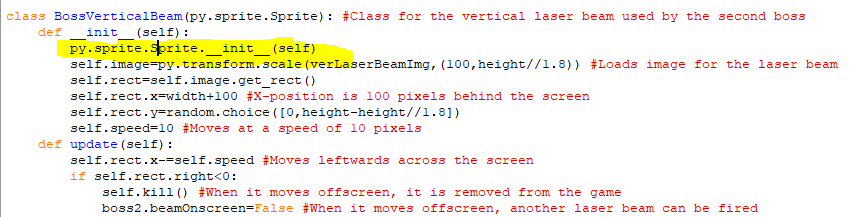 class BossVerticalBeam(py.sprite.Sprite): #Class for the vertical laser beam used by the second boss
    def __init__(self):
        py.sprite.Sprite.__init__(self)
        self.image=py.transform.scale(verLaserBeamImg,(100,height//1.8)) #Loads image for the laser beam
        self.rect=self.image.get_rect()
        self.rect.x=width+100 #X-position is 100 pixels behind the screen
        self.rect.y=random.choice([0,height-height//1.8])
        self.speed=10 #Moves at a speed of 10 pixels
    def update(self):
        self.rect.x-=self.speed #Moves leftwards across the screen
        if self.rect.right<0:
            self.kill() #When it moves offscreen, it is removed from the game
            boss2.beamOnscreen=False #When it moves offscreen, another laser beam can be fired